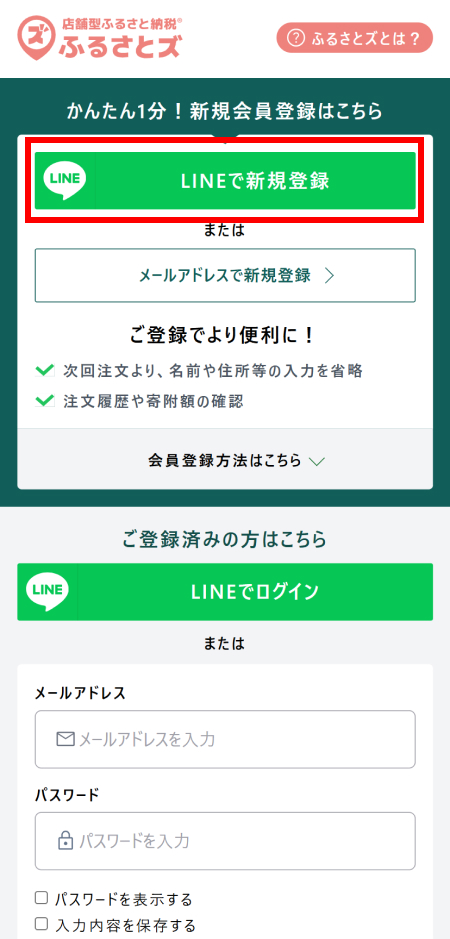 店舗型ふるさと納税®
ふるさとズ
? ふるさとズとは?
かんたん1分!新規会員登録はこちら
LINE LINEで新規登録
または
メールアドレスで新規登録
ご登録でより便利に!
次回注文より、名前や住所等の入力を省略
注文履歴や寄附額の確認
会員登録方法はこちら
ご登録済みの方はこちら
LINE LINEでログイン
または
メールアドレス
メールアドレスを入力
パスワード
パスワードを入力
パスワードを表示する
入力内容を保存する